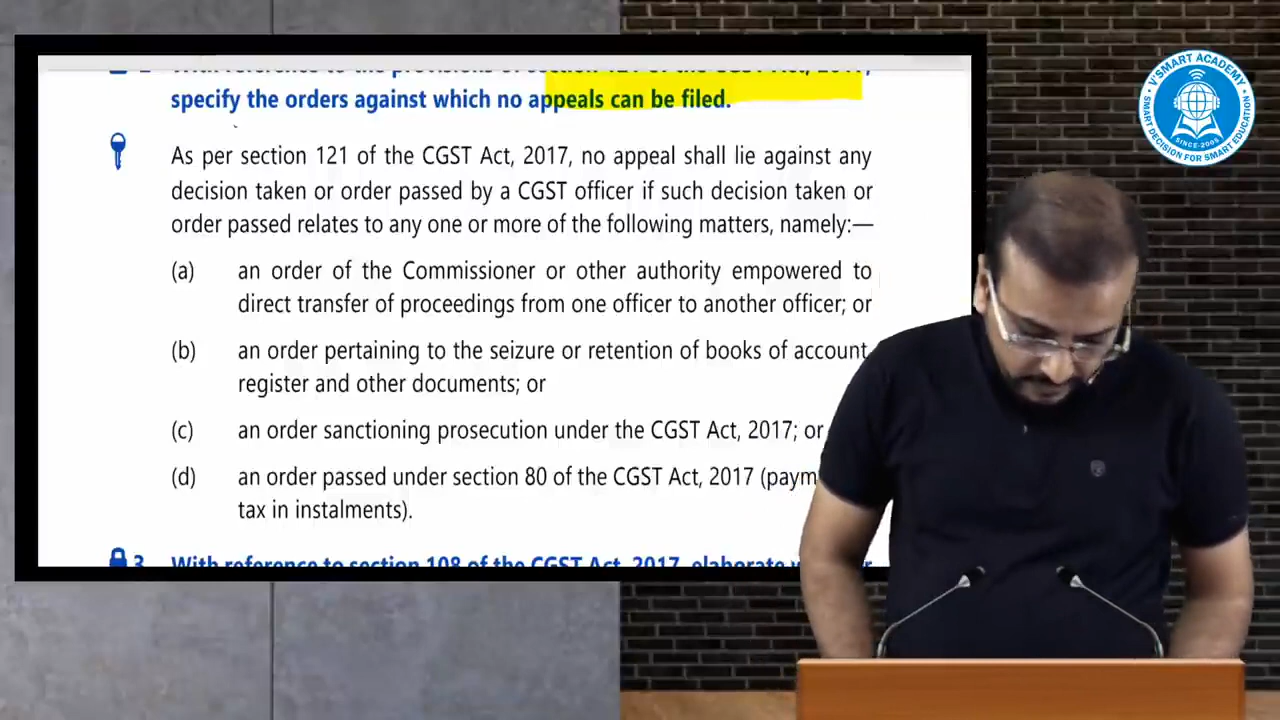 specify the orders against which no appeals can be filed.
As per section 121 of the CGST Act, 2017, no appeal shall lie against any
decision taken or order passed by a CGST officer if such decision taken or
order passed relates to any one or more of the following matters, namely:—
(a) an order of the Commissioner or other authority empowered to
direct transfer of proceedings from one officer to another officer; or
(b) an order pertaining to the seizure or retention of books of account,
register and other documents; or
(c) an order sanctioning prosecution under the CGST Act, 2017; or
(d) an order passed under section 80 of the CGST Act, 2017
tax in instalments).
3 With reference to section 108 of the CGST Act, 2017, elaborate
V'SMART ACADEMY
SINCE-2005
SMART DECISION FOR SMART EDUCATION